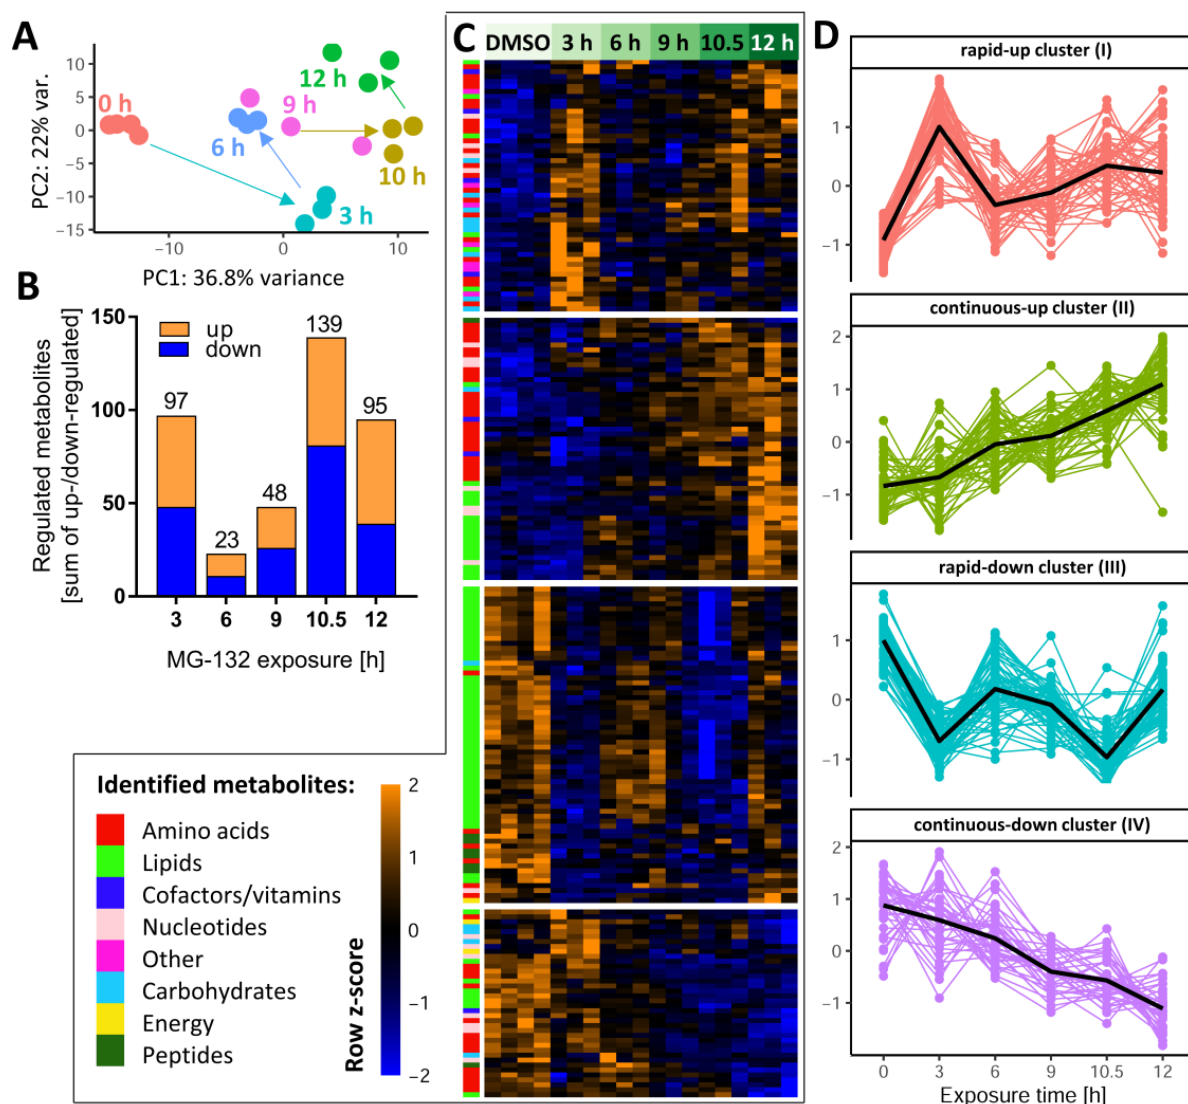 A
PC2: 22% var.
10
5
0
−5
−10
−15
0 h
6 h
9 h
12 h
10 h
3 h
−10
0
10
PC1: 36.8% variance
B
Regulated metabolites
[sum of up-/down-regulated]
150
100
50
0
up
down
97
23
48
139
95
3
6
9
10.5
12
MG-132 exposure [h]
Identified metabolites:
Amino acids
Lipids
Cofactors/vitamins
Nucleotides
Other
Carbohydrates
Energy
Peptides
Row z-score
2
1
0
−1
−2
C
DMSO 3 h 6 h 9 h 10.5 12 h
D
rapid-up cluster (I)
1
0
−1
continuous-up cluster (II)
2
1
0
−1
rapid-down cluster (III)
1
0
−1
continuous-down cluster (IV)
2
1
0
−1
0 3 6 9 10.5 12
Exposure time [h]